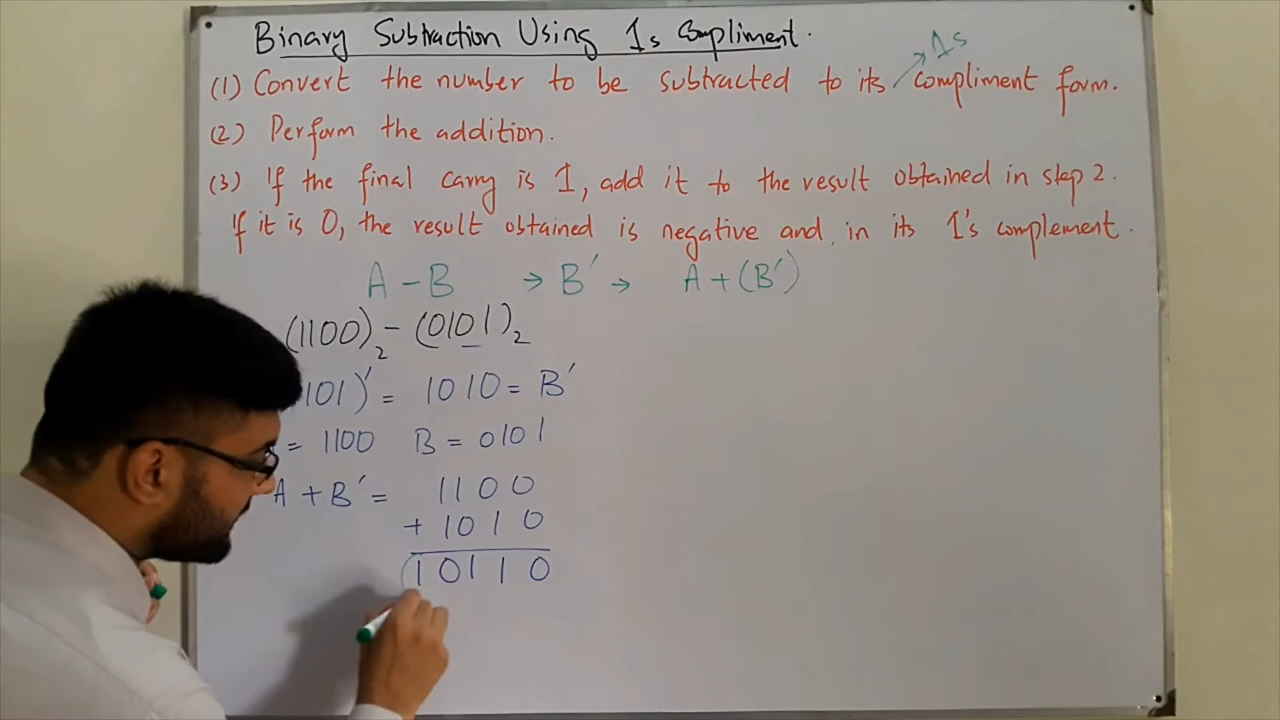 Binary Subtraction Using 1s Compliment.
1s
(1) Convert the number to be subtracted to its compliment form.
(2) Perform the addition.
(3) If the final carry is 1, add it to the result obtained in step 2.
If it is 0, the result obtained is negative and in its 1's complement.
A - B → B' → A + (B')
(1100)₂ - (0101)₂
101)' = 1010 = B'
= 1100 B = 0101
A + B' = 1100
+ 1010
10110